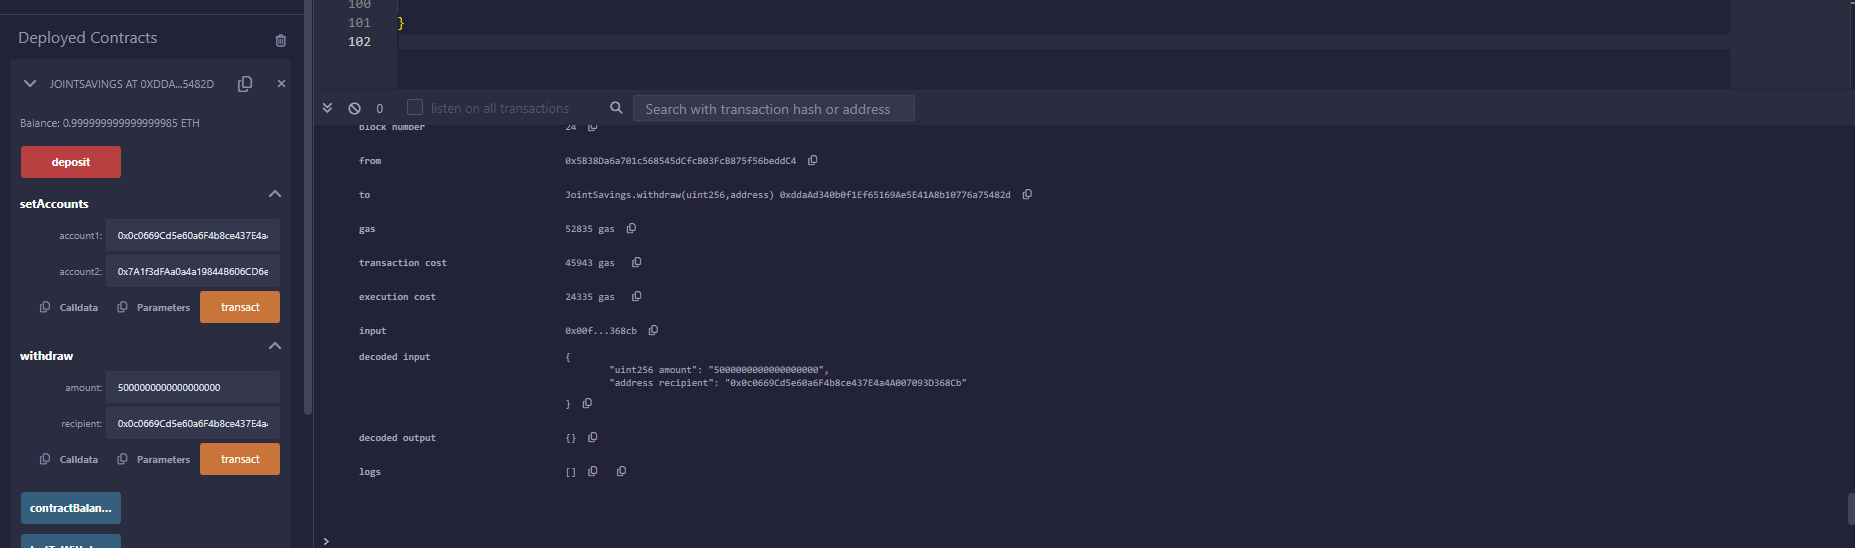 Deployed Contracts
JOINTSAVINGS AT 0XDDA...5482D
Balance: 0.999999999999999985 ETH
deposit
setAccounts
account1: 0x0c0669Cd5e60a6F4b8ce437E4a
account2: 0x7A1f3dFAa0a4a19844B606CD6e
Calldata Parameters transact
withdraw
amount: 5000000000000000000
recipient: 0x0c0669Cd5e60a6F4b8ce437E4a
Calldata Parameters transact
contractBalan...
100
101 }
102
0 listen on all transactions Search with transaction hash or address
block number 24
from 0x5B38Da6a701c568545dCfcB03FcB875f56beddC4
to JointSavings.withdraw(uint256,address) 0xddaAd340b0f1Ef65169Ae5E41A8b10776a75482d
gas 52835 gas
transaction cost 45943 gas
execution cost 24335 gas
input 0x00f...368cb
decoded input {
"uint256 amount": "5000000000000000000",
"address recipient": "0x0c0669Cd5e60a6F4b8ce437E4a4A007093D368Cb"
}
decoded output {}
logs []
>